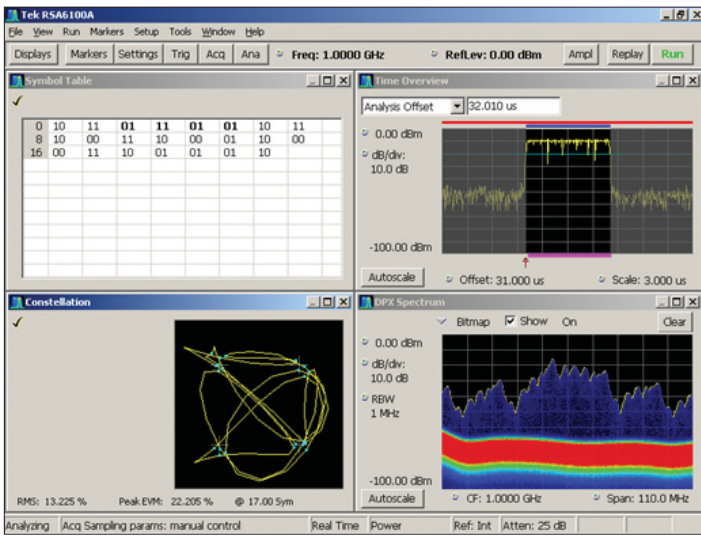 Tek RSA6100A
File View Run Markers Setup Tools Window Help
Displays Markers Settings Trig Acq Ana Freq: 1.0000 GHz RefLev: 0.00 dBm Ampl Replay Run
Symbol Table
0 10 11 01 11 01 01 10 11
8 10 00 11 10 00 01 10 00
16 00 11 10 01 01 01 10
Time Overview
Analysis Offset 32.010 us
0.00 dBm
dB/div:
10.0 dB
-100.00 dBm
Autoscale Offset: 31.000 us Scale: 3.000 us
Constellation
RMS: 13.225 % Peak EVM: 22.205 % @ 17.00 Sym
DPX Spectrum
Bitmap Show On Clear
0.00 dBm
dB/div:
10.0 dB
RBW
1 MHz
-100.00 dBm
Autoscale CF: 1.0000 GHz Span: 110.0 MHz
Analyzing Acq Sampling params: manual control Real Time Power Ref: Int Atten: 25 dB